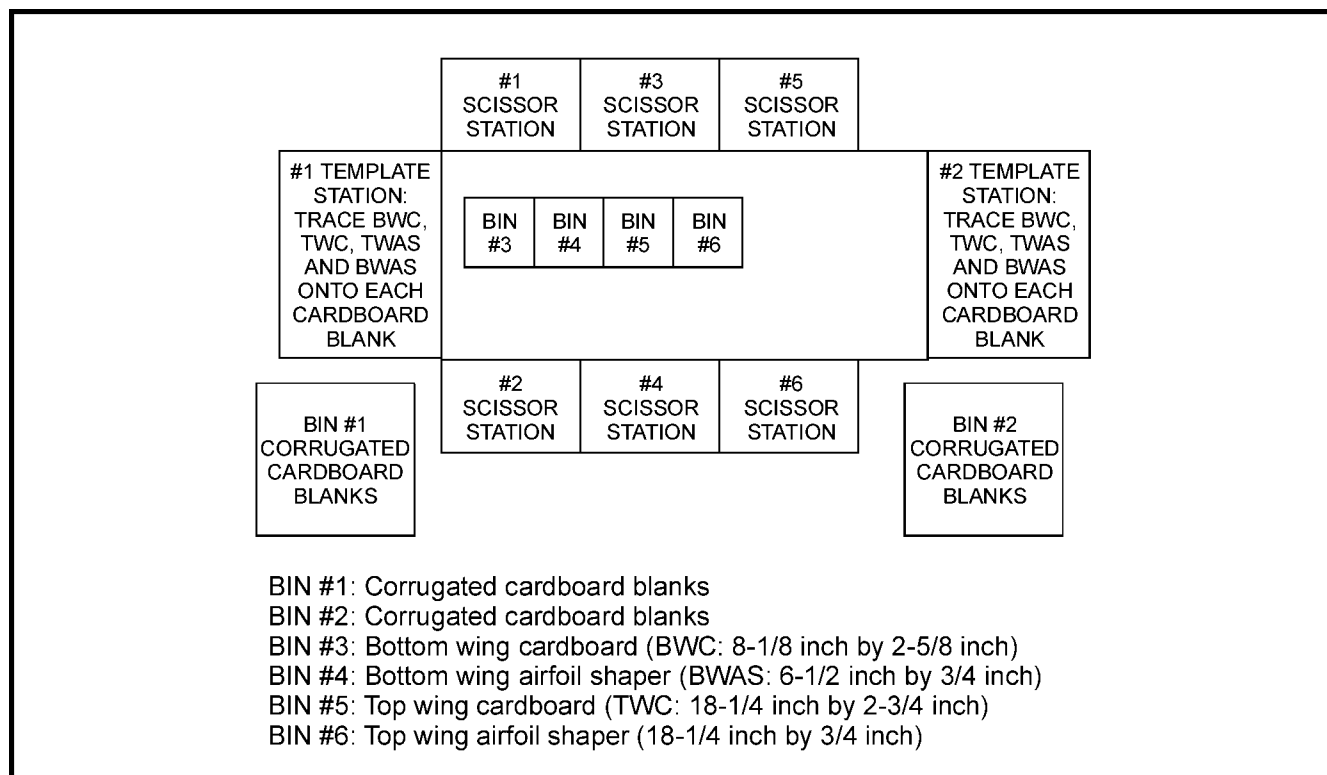 #1
SCISSOR
STATION
#3
SCISSOR
STATION
#5
SCISSOR
STATION
#1 TEMPLATE
STATION:
TRACE BWC,
TWC, TWAS
AND BWAS
ONTO EACH
CARDBOARD
BLANK
BIN
#3
BIN
#4
BIN
#5
BIN
#6
#2 TEMPLATE
STATION:
TRACE BWC,
TWC, TWAS
AND BWAS
ONTO EACH
CARDBOARD
BLANK
#2
SCISSOR
STATION
#4
SCISSOR
STATION
#6
SCISSOR
STATION
BIN #1
CORRUGATED
CARDBOARD
BLANKS
BIN #2
CORRUGATED
CARDBOARD
BLANKS
BIN #1: Corrugated cardboard blanks
BIN #2: Corrugated cardboard blanks
BIN #3: Bottom wing cardboard (BWC: 8-1/8 inch by 2-5/8 inch)
BIN #4: Bottom wing airfoil shaper (BWAS: 6-1/2 inch by 3/4 inch)
BIN #5: Top wing cardboard (TWC: 18-1/4 inch by 2-3/4 inch)
BIN #6: Top wing airfoil shaper (18-1/4 inch by 3/4 inch)